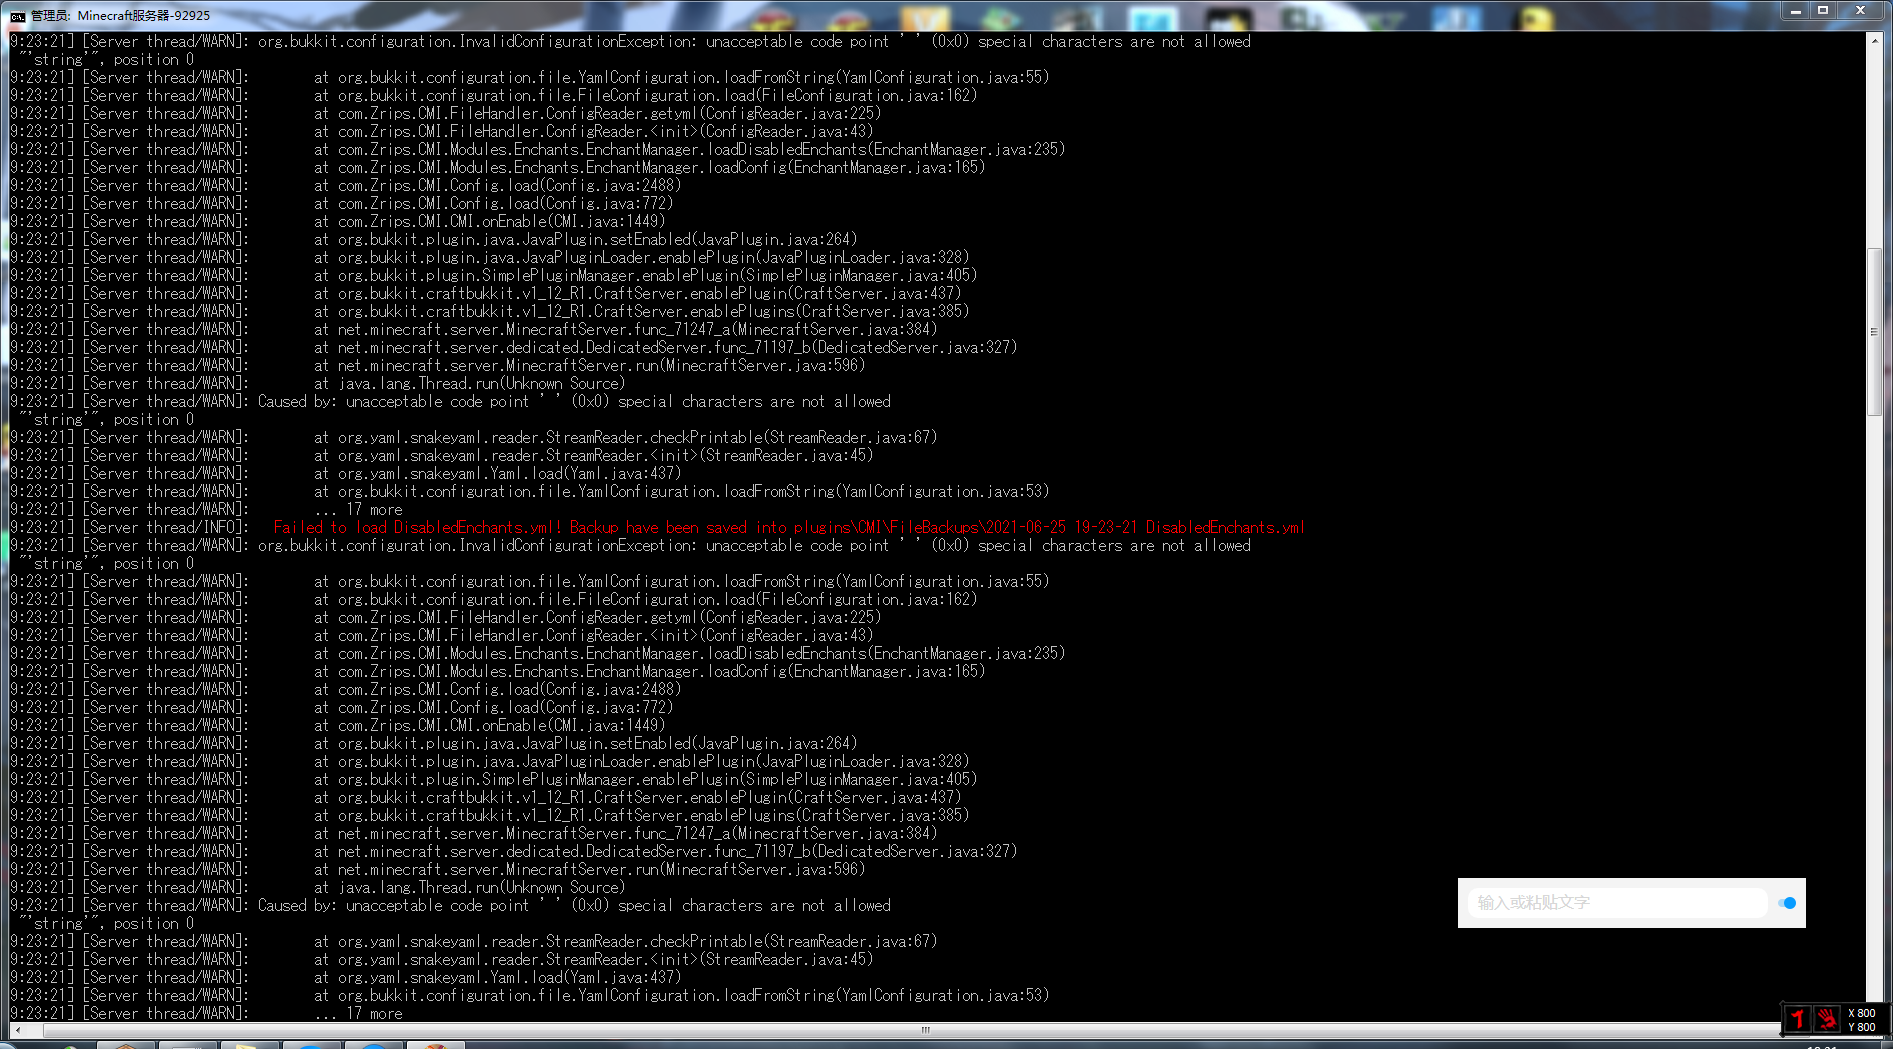 管理员: Minecraft服务器-92925
9:23:21] [Server thread/WARN]: org.bukkit.configuration.InvalidConfigurationException: unacceptable code point ' ' (0x0) special characters are not allowed
"'string'", position 0
9:23:21] [Server thread/WARN]: at org.bukkit.configuration.file.YamlConfiguration.loadFromString(YamlConfiguration.java:55)
9:23:21] [Server thread/WARN]: at org.bukkit.configuration.file.FileConfiguration.load(FileConfiguration.java:162)
9:23:21] [Server thread/WARN]: at com.Zrips.CMI.FileHandler.ConfigReader.getyml(ConfigReader.java:225)
9:23:21] [Server thread/WARN]: at com.Zrips.CMI.FileHandler.ConfigReader.<init>(ConfigReader.java:43)
9:23:21] [Server thread/WARN]: at com.Zrips.CMI.Modules.Enchants.EnchantManager.loadDisabledEnchants(EnchantManager.java:235)
9:23:21] [Server thread/WARN]: at com.Zrips.CMI.Modules.Enchants.EnchantManager.loadConfig(EnchantManager.java:165)
9:23:21] [Server thread/WARN]: at com.Zrips.CMI.Config.load(Config.java:2488)
9:23:21] [Server thread/WARN]: at com.Zrips.CMI.Config.load(Config.java:772)
9:23:21] [Server thread/WARN]: at com.Zrips.CMI.CMI.onEnable(CMI.java:1449)
9:23:21] [Server thread/WARN]: at org.bukkit.plugin.java.JavaPlugin.setEnabled(JavaPlugin.java:264)
9:23:21] [Server thread/WARN]: at org.bukkit.plugin.java.JavaPluginLoader.enablePlugin(JavaPluginLoader.java:328)
9:23:21] [Server thread/WARN]: at org.bukkit.plugin.SimplePluginManager.enablePlugin(SimplePluginManager.java:405)
9:23:21] [Server thread/WARN]: at org.bukkit.craftbukkit.v1_12_R1.CraftServer.enablePlugin(CraftServer.java:437)
9:23:21] [Server thread/WARN]: at org.bukkit.craftbukkit.v1_12_R1.CraftServer.enablePlugins(CraftServer.java:385)
9:23:21] [Server thread/WARN]: at net.minecraft.server.MinecraftServer.func_71247_a(MinecraftServer.java:384)
9:23:21] [Server thread/WARN]: at net.minecraft.server.dedicated.DedicatedServer.func_71197_b(DedicatedServer.java:327)
9:23:21] [Server thread/WARN]: at net.minecraft.server.MinecraftServer.run(MinecraftServer.java:596)
9:23:21] [Server thread/WARN]: at java.lang.Thread.run(Unknown Source)
9:23:21] [Server thread/WARN]: Caused by: unacceptable code point ' ' (0x0) special characters are not allowed
"'string'", position 0
9:23:21] [Server thread/WARN]: at org.yaml.snakeyaml.reader.StreamReader.checkPrintable(StreamReader.java:67)
9:23:21] [Server thread/WARN]: at org.yaml.snakeyaml.reader.StreamReader.<init>(StreamReader.java:45)
9:23:21] [Server thread/WARN]: at org.yaml.snakeyaml.Yaml.load(Yaml.java:437)
9:23:21] [Server thread/WARN]: at org.bukkit.configuration.file.YamlConfiguration.loadFromString(YamlConfiguration.java:53)
9:23:21] [Server thread/WARN]: ... 17 more
9:23:21] [Server thread/INFO]: Failed to load DisabledEnchants.yml! Backup have been saved into plugins\CMI\FileBackups\2021-06-25 19-23-21 DisabledEnchants.yml
9:23:21] [Server thread/WARN]: org.bukkit.configuration.InvalidConfigurationException: unacceptable code point ' ' (0x0) special characters are not allowed
"'string'", position 0
9:23:21] [Server thread/WARN]: at org.bukkit.configuration.file.YamlConfiguration.loadFromString(YamlConfiguration.java:55)
9:23:21] [Server thread/WARN]: at org.bukkit.configuration.file.FileConfiguration.load(FileConfiguration.java:162)
9:23:21] [Server thread/WARN]: at com.Zrips.CMI.FileHandler.ConfigReader.getyml(ConfigReader.java:225)
9:23:21] [Server thread/WARN]: at com.Zrips.CMI.FileHandler.ConfigReader.<init>(ConfigReader.java:43)
9:23:21] [Server thread/WARN]: at com.Zrips.CMI.Modules.Enchants.EnchantManager.loadDisabledEnchants(EnchantManager.java:235)
9:23:21] [Server thread/WARN]: at com.Zrips.CMI.Modules.Enchants.EnchantManager.loadConfig(EnchantManager.java:165)
9:23:21] [Server thread/WARN]: at com.Zrips.CMI.Config.load(Config.java:2488)
9:23:21] [Server thread/WARN]: at com.Zrips.CMI.Config.load(Config.java:772)
9:23:21] [Server thread/WARN]: at com.Zrips.CMI.CMI.onEnable(CMI.java:1449)
9:23:21] [Server thread/WARN]: at org.bukkit.plugin.java.JavaPlugin.setEnabled(JavaPlugin.java:264)
9:23:21] [Server thread/WARN]: at org.bukkit.plugin.java.JavaPluginLoader.enablePlugin(JavaPluginLoader.java:328)
9:23:21] [Server thread/WARN]: at org.bukkit.plugin.SimplePluginManager.enablePlugin(SimplePluginManager.java:405)
9:23:21] [Server thread/WARN]: at org.bukkit.craftbukkit.v1_12_R1.CraftServer.enablePlugin(CraftServer.java:437)
9:23:21] [Server thread/WARN]: at org.bukkit.craftbukkit.v1_12_R1.CraftServer.enablePlugins(CraftServer.java:385)
9:23:21] [Server thread/WARN]: at net.minecraft.server.MinecraftServer.func_71247_a(MinecraftServer.java:384)
9:23:21] [Server thread/WARN]: at net.minecraft.server.dedicated.DedicatedServer.func_71197_b(DedicatedServer.java:327)
9:23:21] [Server thread/WARN]: at net.minecraft.server.MinecraftServer.run(MinecraftServer.java:596)
9:23:21] [Server thread/WARN]: at java.lang.Thread.run(Unknown Source)
9:23:21] [Server thread/WARN]: Caused by: unacceptable code point ' ' (0x0) special characters are not allowed
输入或粘贴文字
"'string'", position 0
9:23:21] [Server thread/WARN]: at org.yaml.snakeyaml.reader.StreamReader.checkPrintable(StreamReader.java:67)
9:23:21] [Server thread/WARN]: at org.yaml.snakeyaml.reader.StreamReader.<init>(StreamReader.java:45)
9:23:21] [Server thread/WARN]: at org.yaml.snakeyaml.Yaml.load(Yaml.java:437)
9:23:21] [Server thread/WARN]: at org.bukkit.configuration.file.YamlConfiguration.loadFromString(YamlConfiguration.java:53)
9:23:21] [Server thread/WARN]: ... 17 more
X 800
Y 800